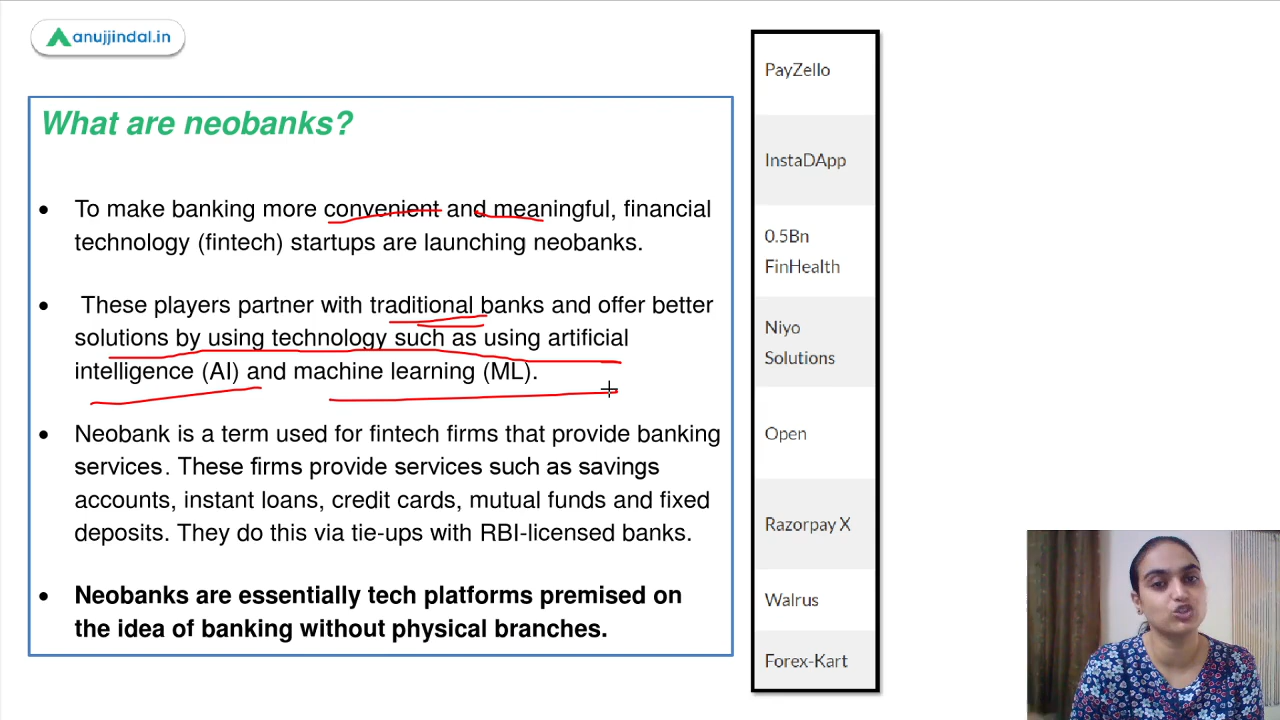 anujjindal.in
What are neobanks?
To make banking more convenient and meaningful, financial
technology (fintech) startups are launching neobanks.
These players partner with traditional banks and offer better
solutions by using technology such as using artificial
intelligence (AI) and machine learning (ML).
Neobank is a term used for fintech firms that provide banking
services. These firms provide services such as savings
accounts, instant loans, credit cards, mutual funds and fixed
deposits. They do this via tie-ups with RBI-licensed banks.
Neobanks are essentially tech platforms premised on
the idea of banking without physical branches.
PayZello
InstaDApp
0.5Bn
FinHealth
Niyo
Solutions
Open
Razorpay X
Walrus
Forex-Kart